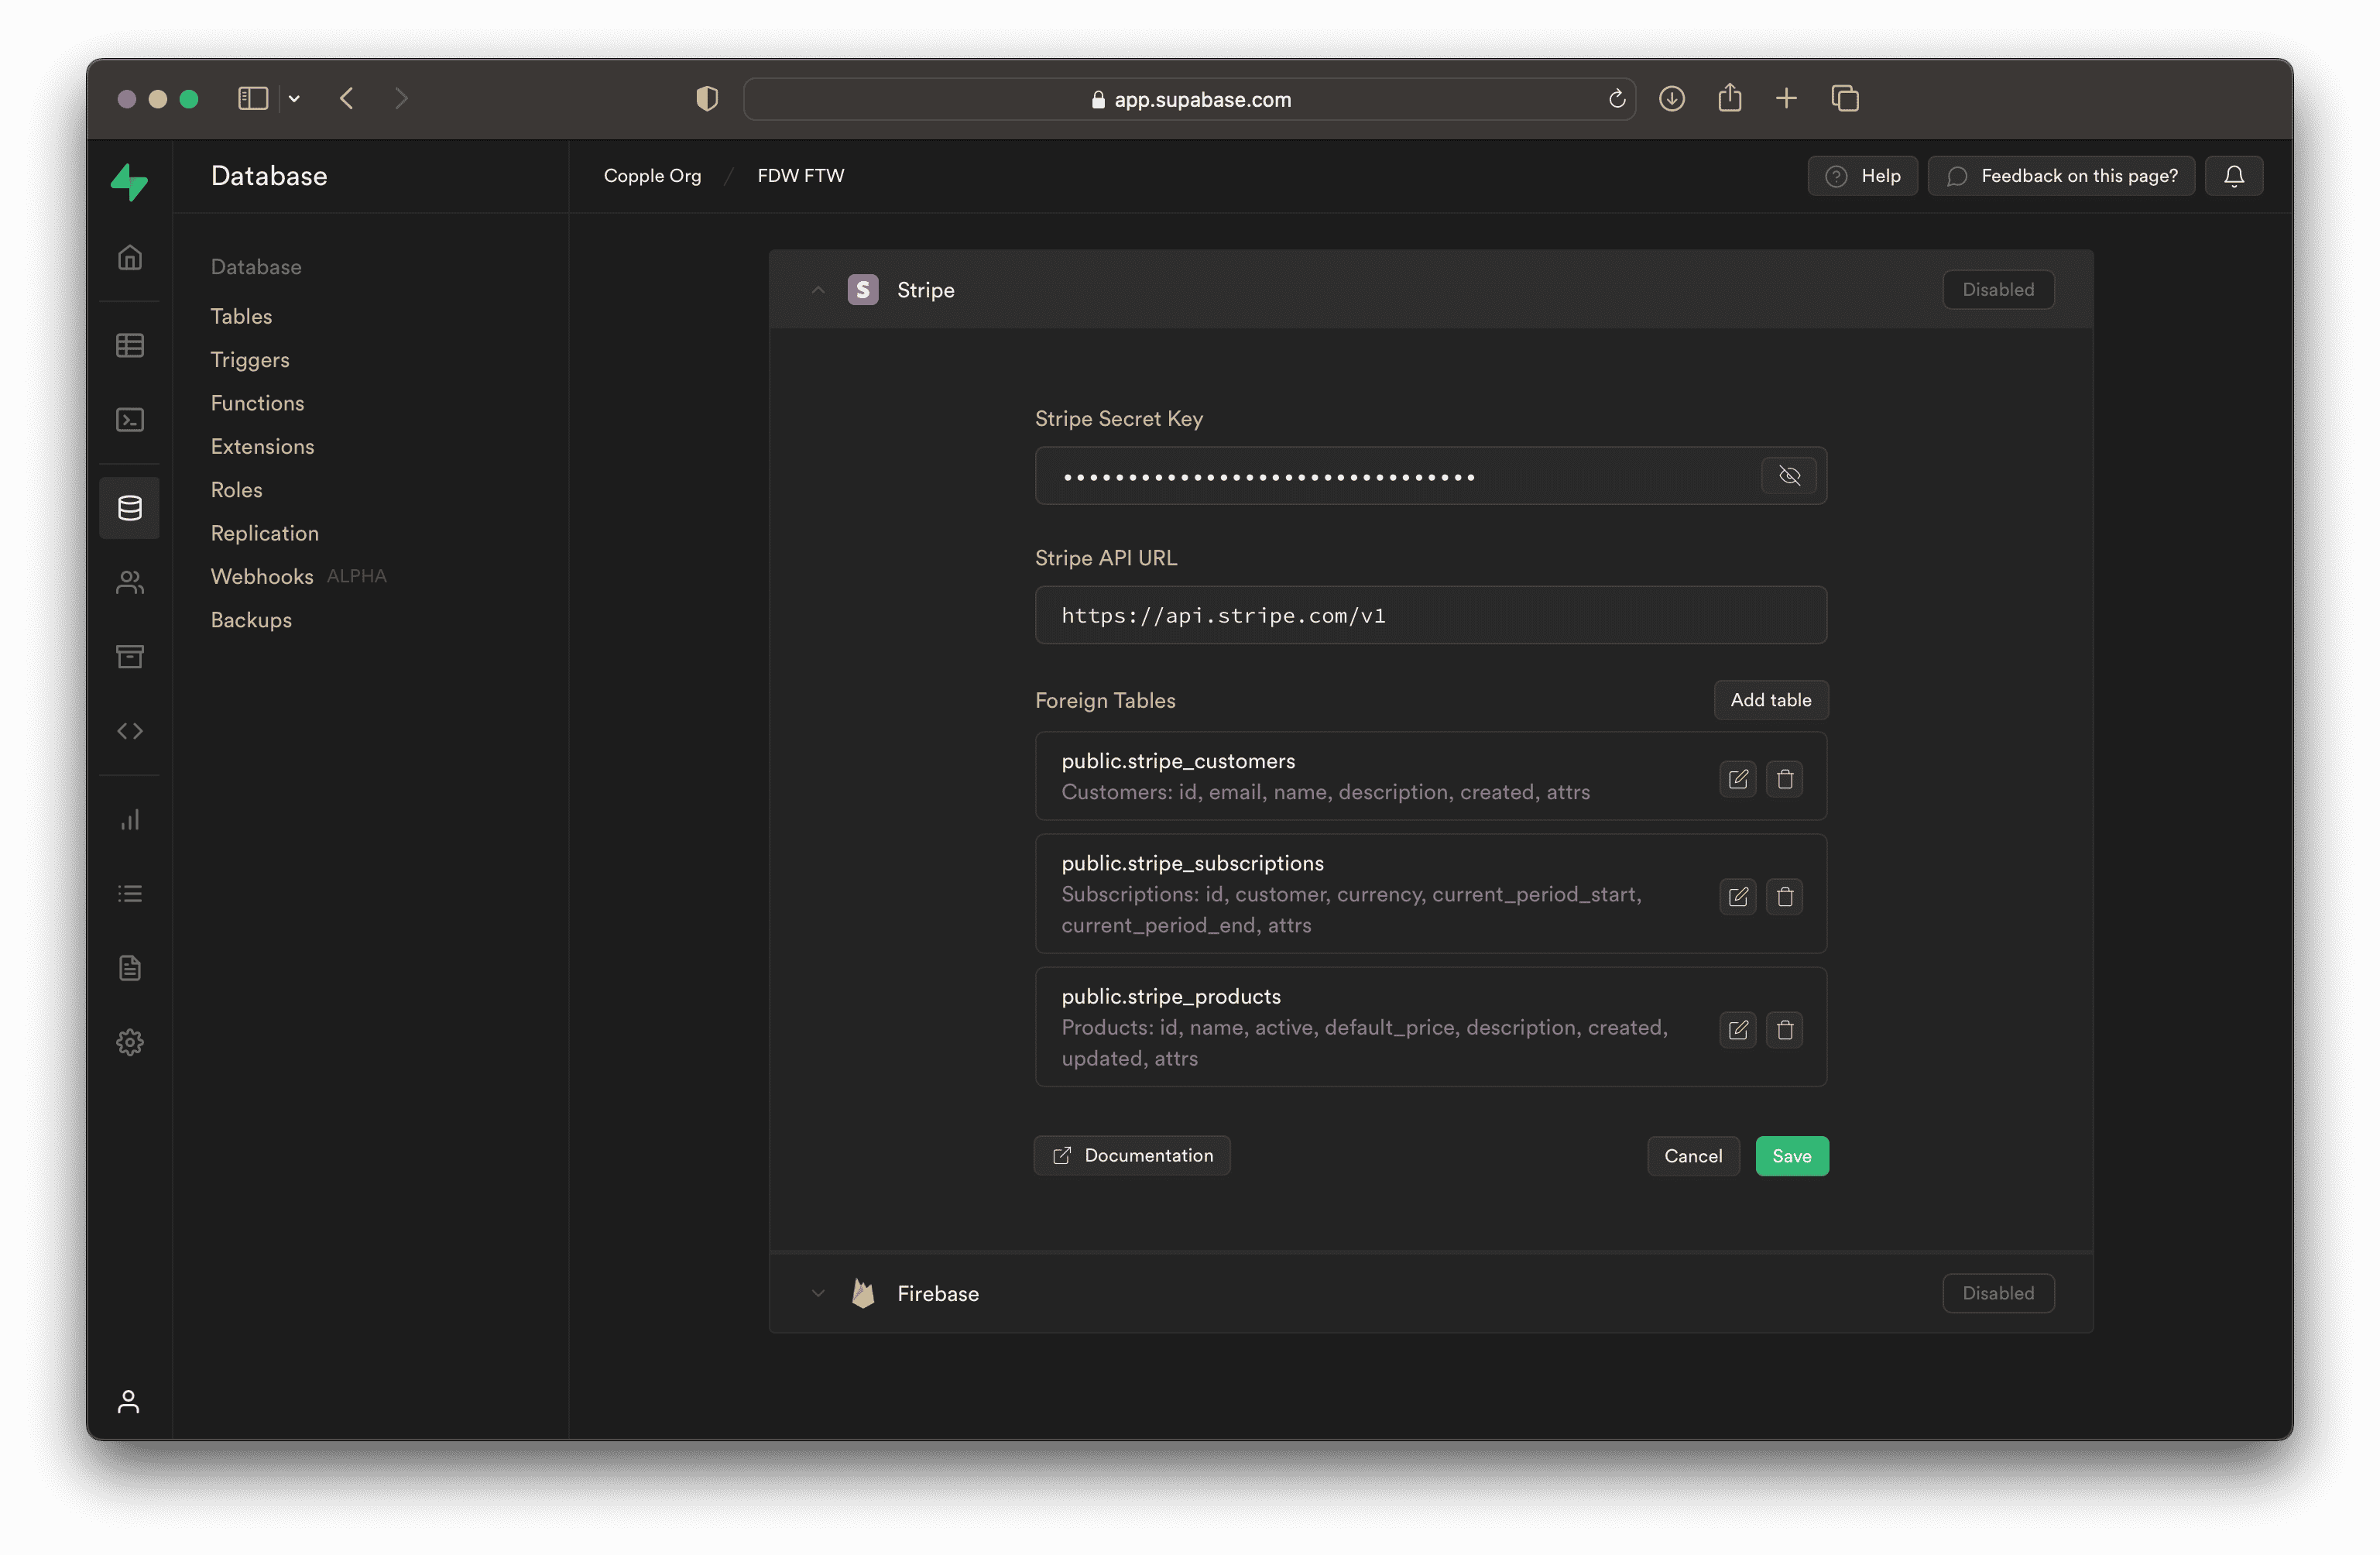 app.supabase.com
Database
Copple Org / FDW FTW
Help
Feedback on this page?
Database
Tables
Triggers
Functions
Extensions
Roles
Replication
Webhooks ALPHA
Backups
S Stripe
Disabled
Stripe Secret Key
••••••••••••••••••••••••••••••••
Stripe API URL
https://api.stripe.com/v1
Foreign Tables
Add table
public.stripe_customers
Customers: id, email, name, description, created, attrs
public.stripe_subscriptions
Subscriptions: id, customer, currency, current_period_start,
current_period_end, attrs
public.stripe_products
Products: id, name, active, default_price, description, created,
updated, attrs
Documentation
Cancel
Save
Firebase
Disabled